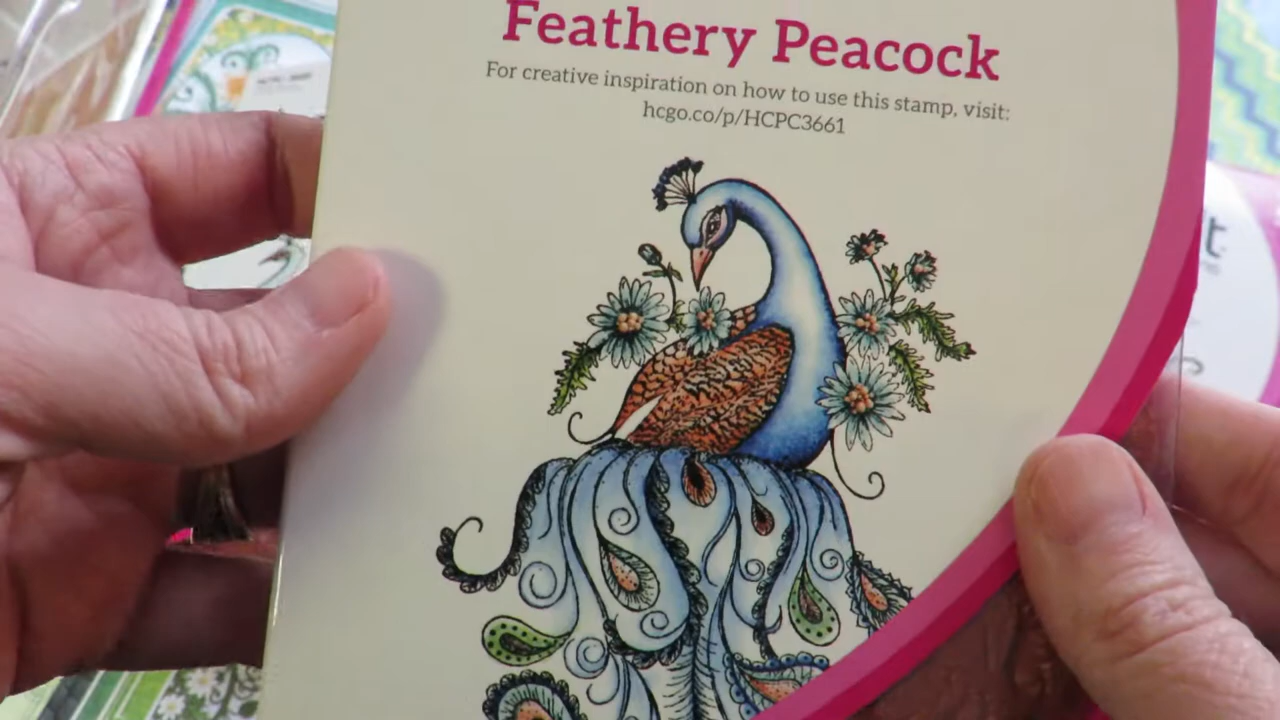 Feathery Peacock
For creative inspiration on how to use this stamp, visit:
hcgo.co/p/HCPC3661